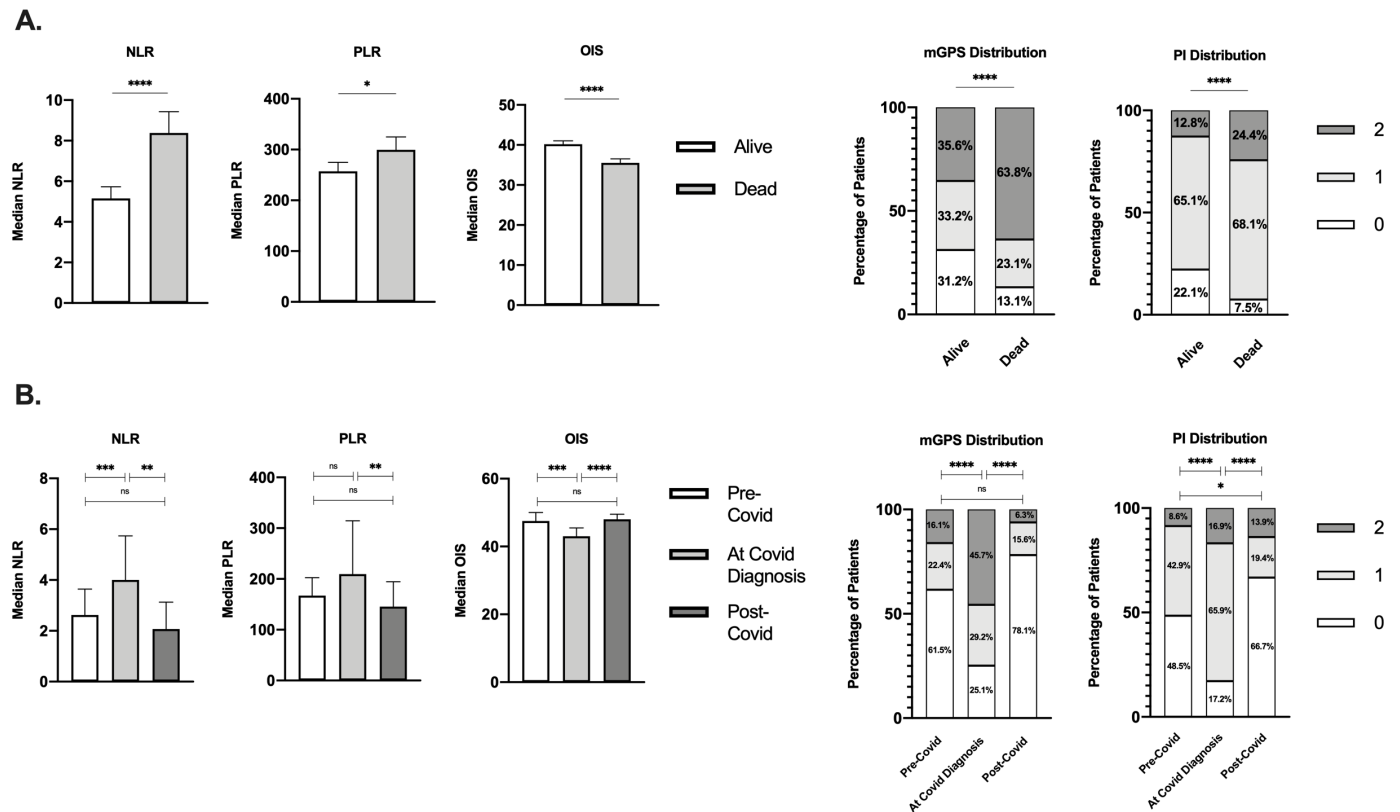 A.
NLR
****
Median NLR
10
8
6
4
2
0
PLR
*
Median PLR
400
300
200
100
0
OIS
****
Median OIS
50
40
30
20
10
0
Alive
Dead
mGPS Distribution
****
Percentage of Patients
100
50
0
35.6%
33.2%
31.2%
63.8%
23.1%
13.1%
Alive
Dead
PI Distribution
****
Percentage of Patients
100
50
0
12.8%
65.1%
22.1%
24.4%
68.1%
7.5%
Alive
Dead
2
1
0
B.
NLR
*** **
ns
Median NLR
8
6
4
2
0
PLR
ns **
ns
Median PLR
400
300
200
100
0
OIS
*** ****
ns
Median OIS
60
40
20
0
Pre-
Covid
At Covid
Diagnosis
Post-
Covid
mGPS Distribution
**** ****
ns
Percentage of Patients
100
50
0
16.1%
22.4%
61.5%
45.7%
29.2%
25.1%
6.3%
15.6%
78.1%
Pre-Covid
At Covid Diagnosis
Post-Covid
PI Distribution
**** ****
*
Percentage of Patients
100
50
0
8.6%
42.9%
48.5%
16.9%
65.9%
17.2%
13.9%
19.4%
66.7%
Pre-Covid
At Covid Diagnosis
Post-Covid
2
1
0